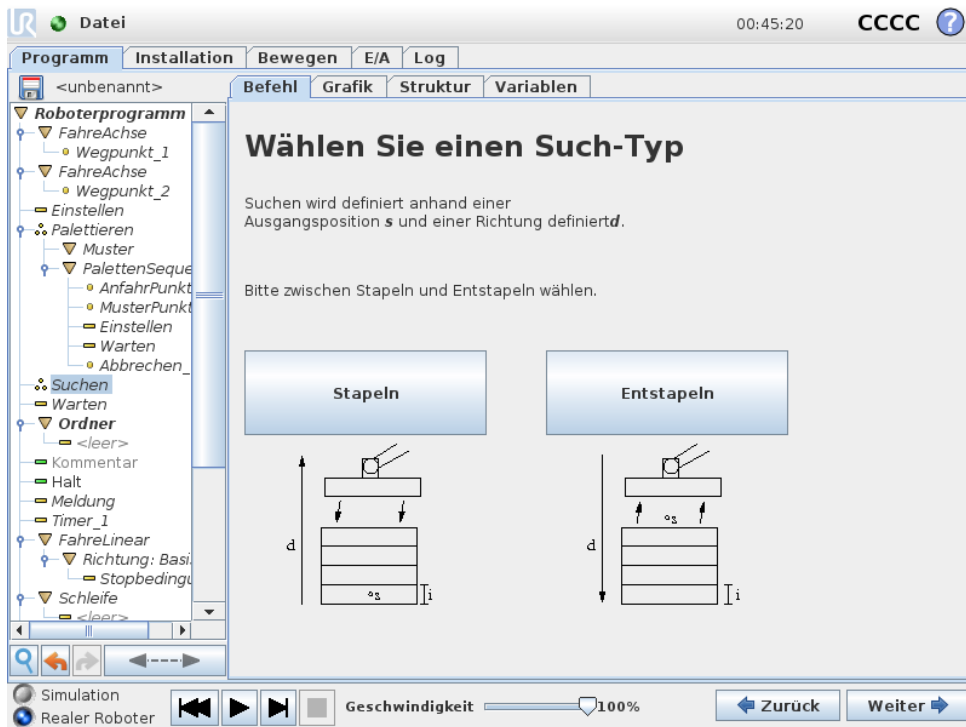 UR Datei 00:45:20 CCCC ?
Programm Installation Bewegen E/A Log
<unbenannt>
Befehl Grafik Struktur Variablen
Roboterprogramm
FahreAchse
Wegpunkt_1
FahreAchse
Wegpunkt_2
Einstellen
Palettieren
Muster
PalettenSeque
AnfahrPunkt
MusterPunkt
Einstellen
Warten
Abbrechen_
Suchen
Warten
Ordner
<leer>
Kommentar
Halt
Meldung
Timer_1
FahreLinear
Richtung: Basi
Stopbedingu
Schleife
<leer>
Wählen Sie einen Such-Typ
Suchen wird definiert anhand einer
Ausgangsposition s und einer Richtung definiertd.
Bitte zwischen Stapeln und Entstapeln wählen.
Stapeln
Entstapeln
d
s
i
d
s
i
Simulation
Realer Roboter
Geschwindigkeit 100%
Zurück
Weiter